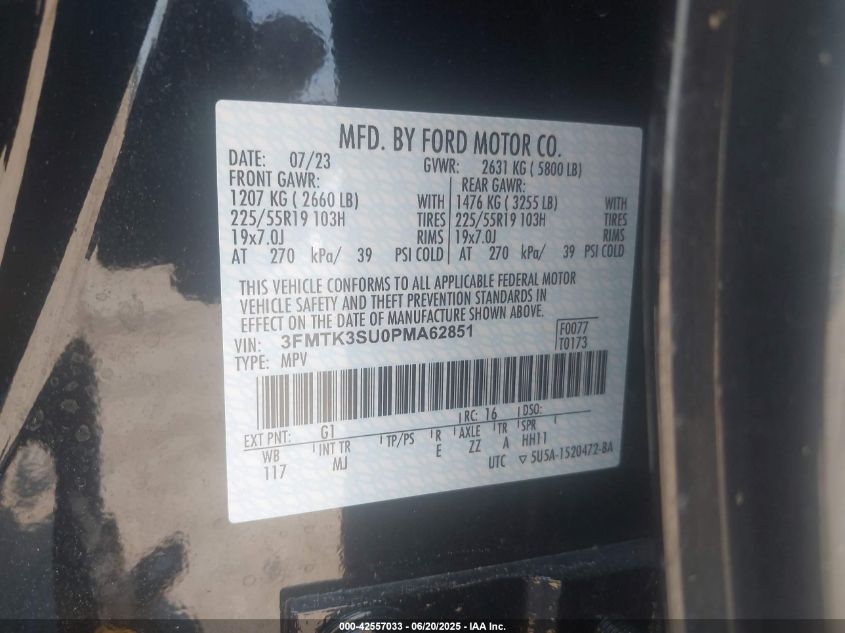 MFD. BY FORD MOTOR CO.
DATE: 07/23 GVWR: 2631 KG ( 5800 LB)
FRONT GAWR: REAR GAWR:
1207 KG ( 2660 LB) WITH 1476 KG ( 3255 LB) WITH
225/55R19 103H TIRES 225/55R19 103H TIRES
19x7.0J RIMS 19x7.0J RIMS
AT 270 kPa/ 39 PSI COLD AT 270 kPa/ 39 PSI COLD
THIS VEHICLE CONFORMS TO ALL APPLICABLE FEDERAL MOTOR
VEHICLE SAFETY AND THEFT PREVENTION STANDARDS IN
EFFECT ON THE DATE OF MANUFACTURE SHOWN ABOVE.
VIN: 3FMTK3SU0PMA62851 F0077
TYPE: MPV T0173
EXT PNT: G1 RC: 16 DSO:
WB INT TR TP/PS R AXLE TR SPR
117 MJ E ZZ A HH11
UTC ▽ 5U5A-1520472-BA
000-42557033 - 06/20/2025 - IAA Inc.